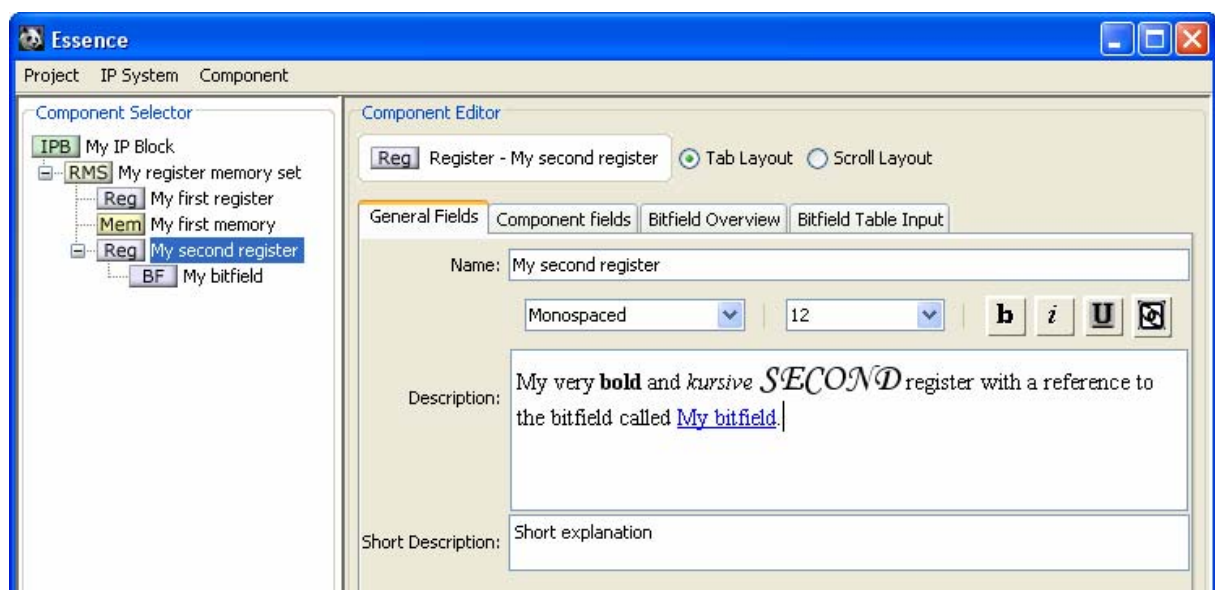 Essence
Project IP System Component
Component Selector
IPB My IP Block
RMS My register memory set
Reg My first register
Mem My first memory
Reg My second register
BF My bitfield
Component Editor
Reg Register - My second register Tab Layout Scroll Layout
General Fields Component fields Bitfield Overview Bitfield Table Input
Name: My second register
Monospaced 12 b i U
Description:
My very bold and kursive SECOND register with a reference to
the bitfield called My bitfield.
Short Description: Short explanation